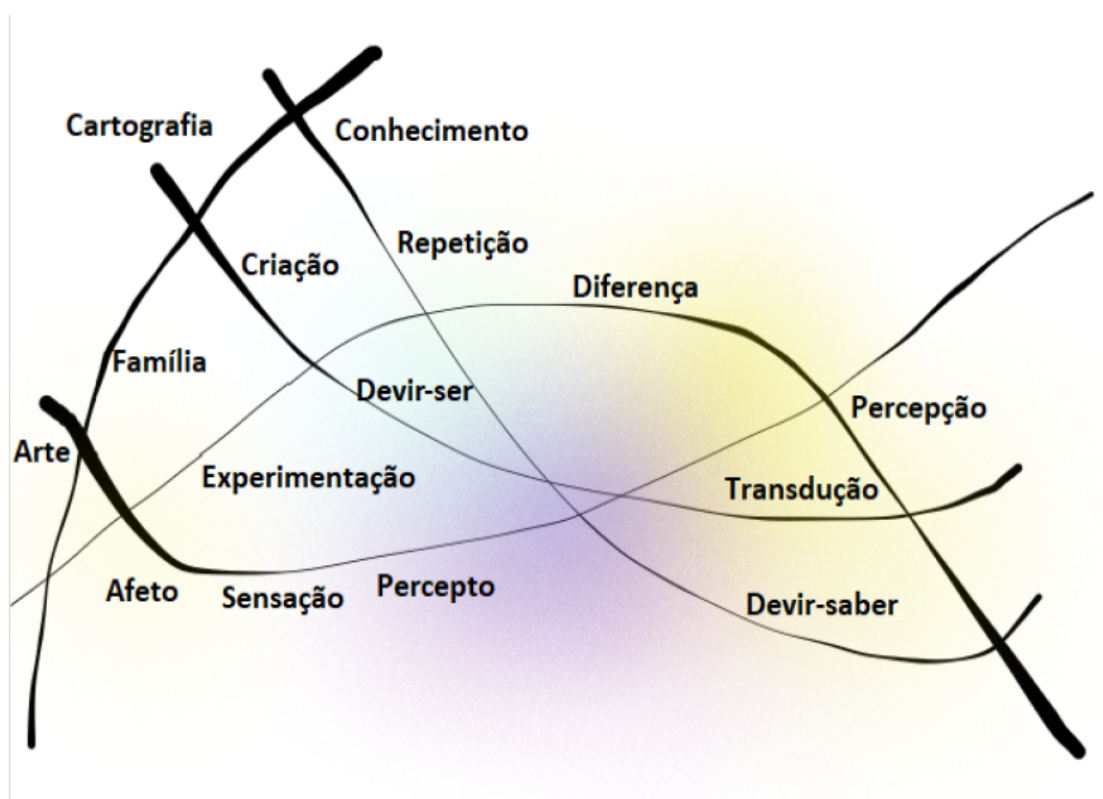 Cartografia
Conhecimento
Repetição
Criação
Diferença
Família
Devir-ser
Percepção
Arte
Experimentação
Transdução
Afeto
Sensação
Percepto
Devir-saber